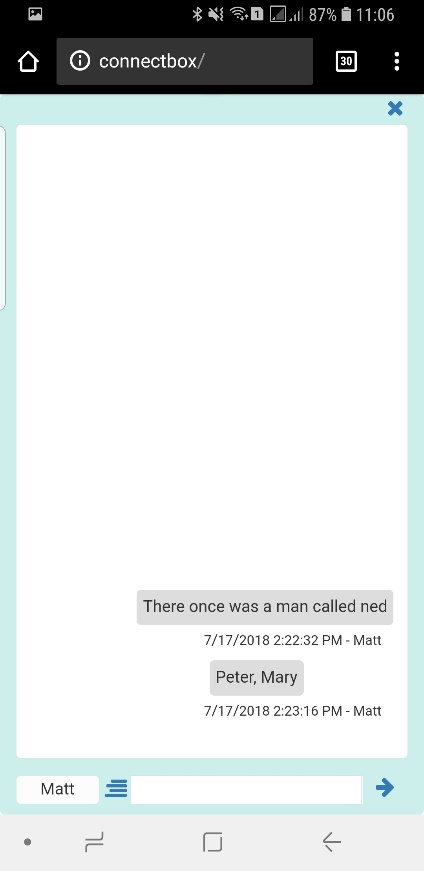 87% 11:06
connectbox/
30
There once was a man called ned
7/17/2018 2:22:32 PM - Matt
Peter, Mary
7/17/2018 2:23:16 PM - Matt
Matt